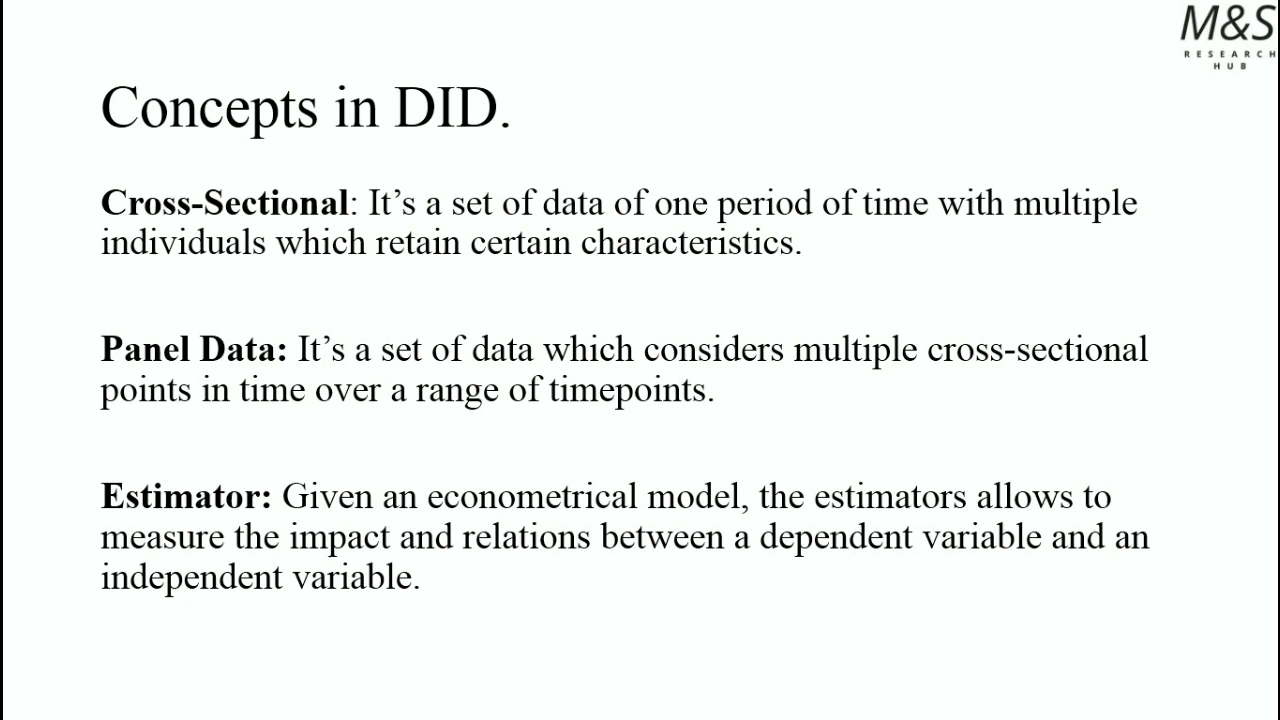 M&S
RESEARCH
HUB
Concepts in DID.
Cross-Sectional: It’s a set of data of one period of time with multiple
individuals which retain certain characteristics.
Panel Data: It’s a set of data which considers multiple cross-sectional
points in time over a range of timepoints.
Estimator: Given an econometrical model, the estimators allows to
measure the impact and relations between a dependent variable and an
independent variable.